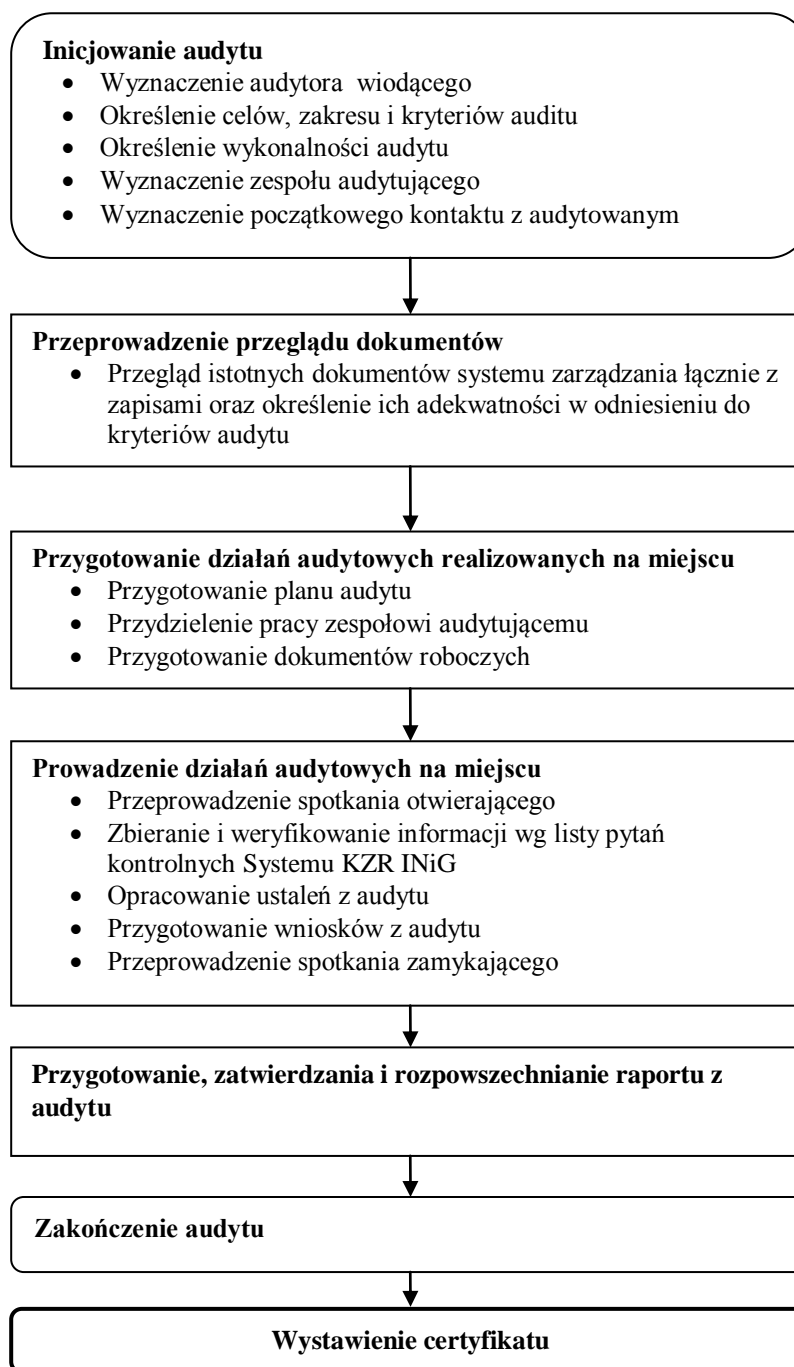 Inicjowanie audytu
• Wyznaczenie audytora wiodącego
• Określenie celów, zakresu i kryteriów auditu
• Określenie wykonalności audytu
• Wyznaczenie zespołu audytującego
• Wyznaczenie początkowego kontaktu z audytowanym
Przeprowadzenie przeglądu dokumentów
• Przegląd istotnych dokumentów systemu zarządzania łącznie z
zapisami oraz określenie ich adekwatności w odniesieniu do
kryteriów audytu
Przygotowanie działań audytowych realizowanych na miejscu
• Przygotowanie planu audytu
• Przydzielenie pracy zespołowi audytującemu
• Przygotowanie dokumentów roboczych
Prowadzenie działań audytowych na miejscu
• Przeprowadzenie spotkania otwierającego
• Zbieranie i weryfikowanie informacji wg listy pytań
kontrolnych Systemu KZR INiG
• Opracowanie ustaleń z audytu
• Przygotowanie wniosków z audytu
• Przeprowadzenie spotkania zamykającego
Przygotowanie, zatwierdzania i rozpowszechnianie raportu z
audytu
Zakończenie audytu
Wystawienie certyfikatu